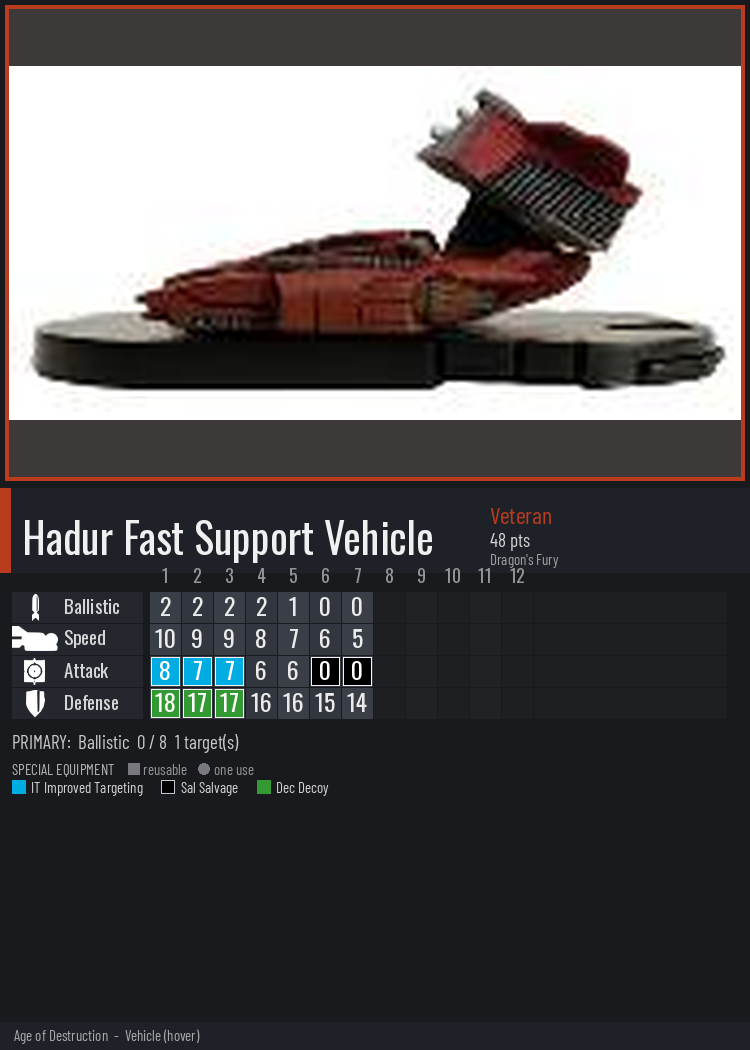 Hadur Fast Support Vehicle
Veteran
48 pts
Dragon's Fury
1 2 3 4 5 6 7 8 9 10 11 12
Ballistic 2 2 2 2 1 0 0
Speed 10 9 9 8 7 6 5
Attack 8 7 7 6 6 0 0
Defense 18 17 17 16 16 15 14
PRIMARY: Ballistic 0 / 8 1 target(s)
SPECIAL EQUIPMENT reusable one use
IT Improved Targeting Sal Salvage Dec Decoy
Age of Destruction - Vehicle (hover)